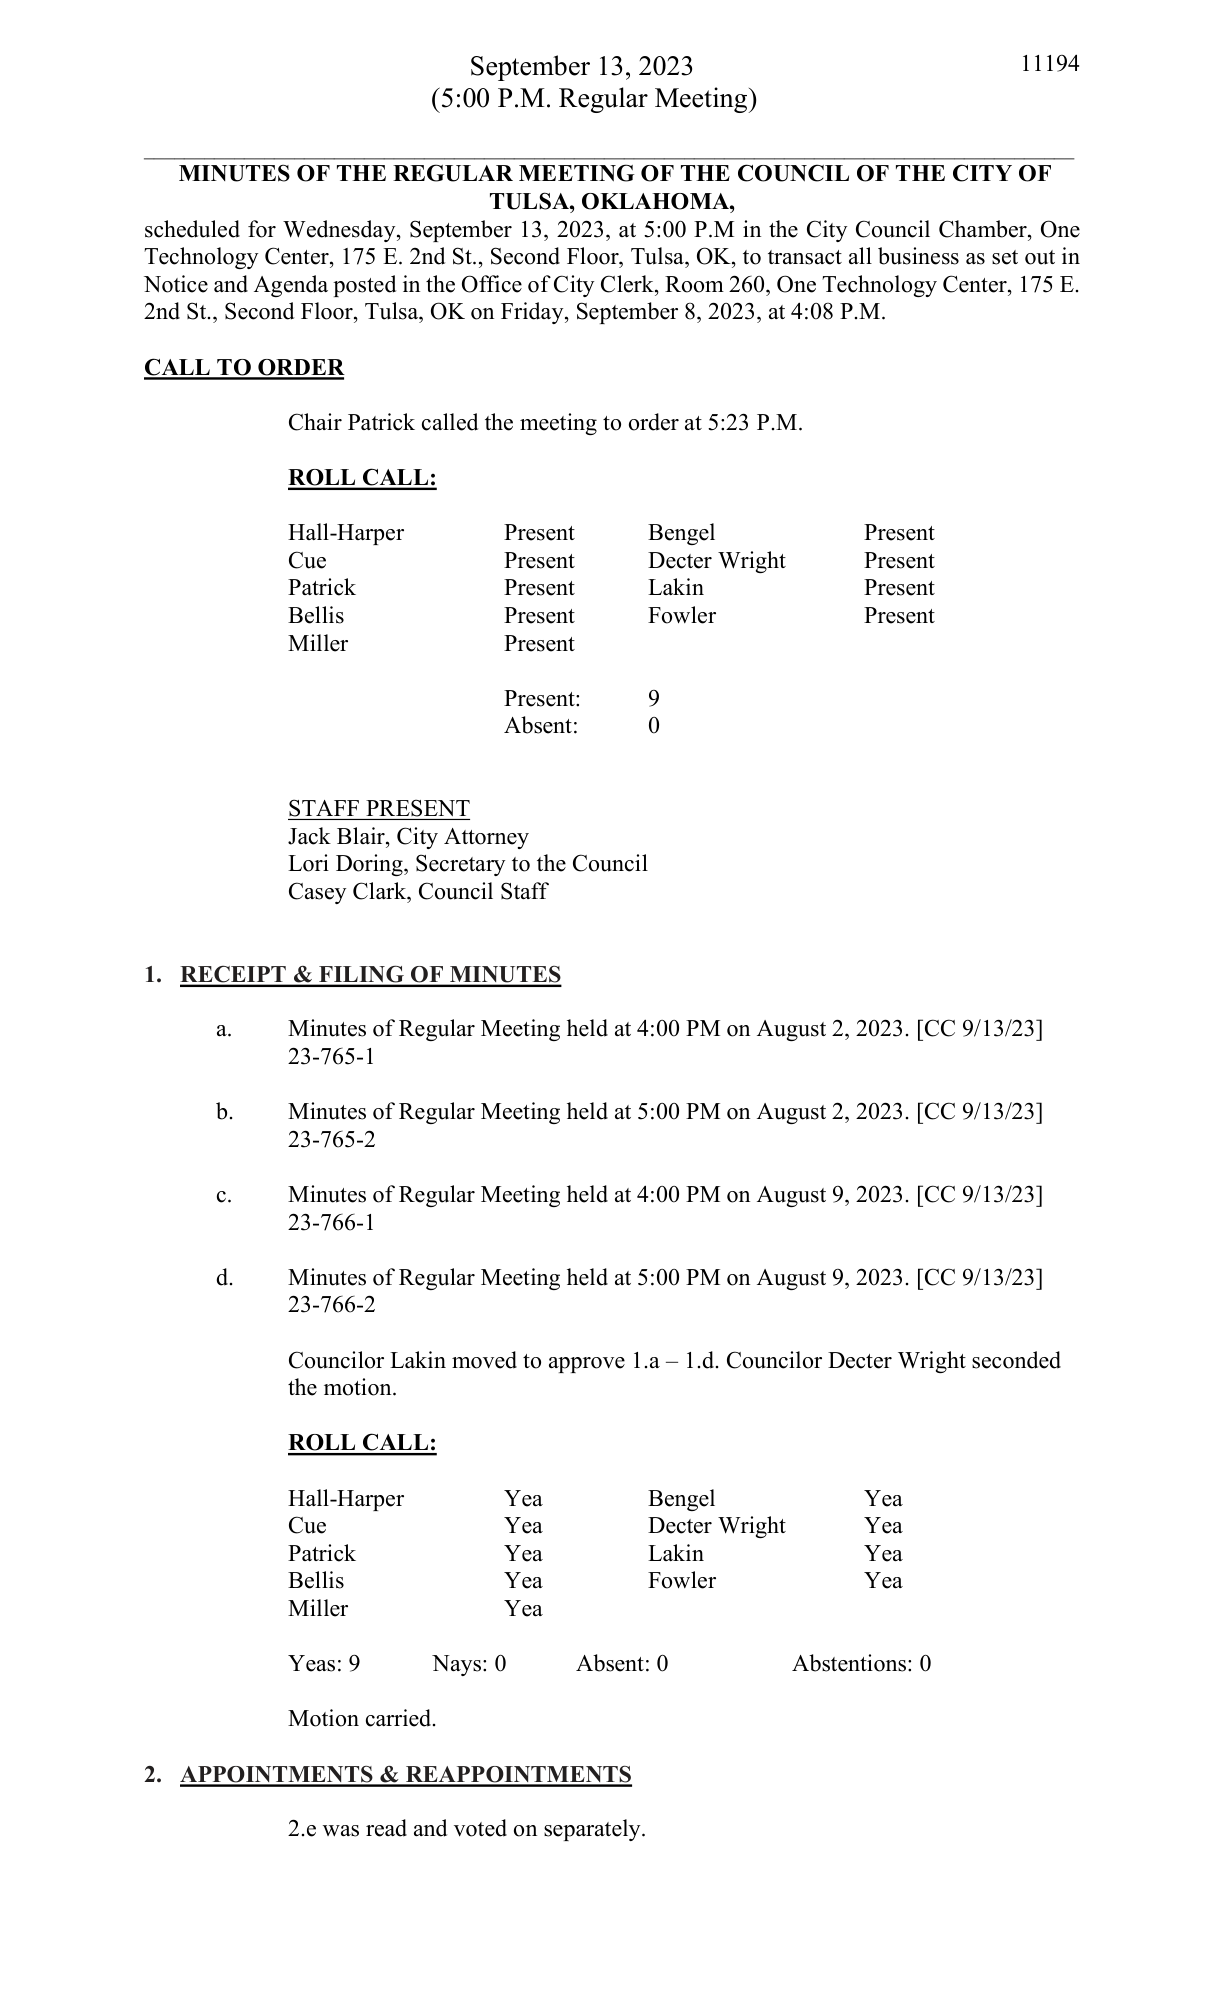 September 13, 2023 11194
(5:00 P.M. Regular Meeting)
MINUTES OF THE REGULAR MEETING OF THE COUNCIL OF THE CITY OF
TULSA, OKLAHOMA,
scheduled for Wednesday, September 13, 2023, at 5:00 P.M in the City Council Chamber, One
Technology Center, 175 E. 2nd St., Second Floor, Tulsa, OK, to transact all business as set out in
Notice and Agenda posted in the Office of City Clerk, Room 260, One Technology Center, 175 E.
2nd St., Second Floor, Tulsa, OK on Friday, September 8, 2023, at 4:08 P.M.
CALL TO ORDER
Chair Patrick called the meeting to order at 5:23 P.M.
ROLL CALL:
Hall-Harper Present Bengel Present
Cue Present Decter Wright Present
Patrick Present Lakin Present
Bellis Present Fowler Present
Miller Present
Present: 9
Absent: 0
STAFF PRESENT
Jack Blair, City Attorney
Lori Doring, Secretary to the Council
Casey Clark, Council Staff
1. RECEIPT & FILING OF MINUTES
a. Minutes of Regular Meeting held at 4:00 PM on August 2, 2023. [CC 9/13/23]
23-765-1
b. Minutes of Regular Meeting held at 5:00 PM on August 2, 2023. [CC 9/13/23]
23-765-2
c. Minutes of Regular Meeting held at 4:00 PM on August 9, 2023. [CC 9/13/23]
23-766-1
d. Minutes of Regular Meeting held at 5:00 PM on August 9, 2023. [CC 9/13/23]
23-766-2
Councilor Lakin moved to approve 1.a – 1.d. Councilor Decter Wright seconded
the motion.
ROLL CALL:
Hall-Harper Yea Bengel Yea
Cue Yea Decter Wright Yea
Patrick Yea Lakin Yea
Bellis Yea Fowler Yea
Miller Yea
Yeas: 9 Nays: 0 Absent: 0 Abstentions: 0
Motion carried.
2. APPOINTMENTS & REAPPOINTMENTS
2.e was read and voted on separately.